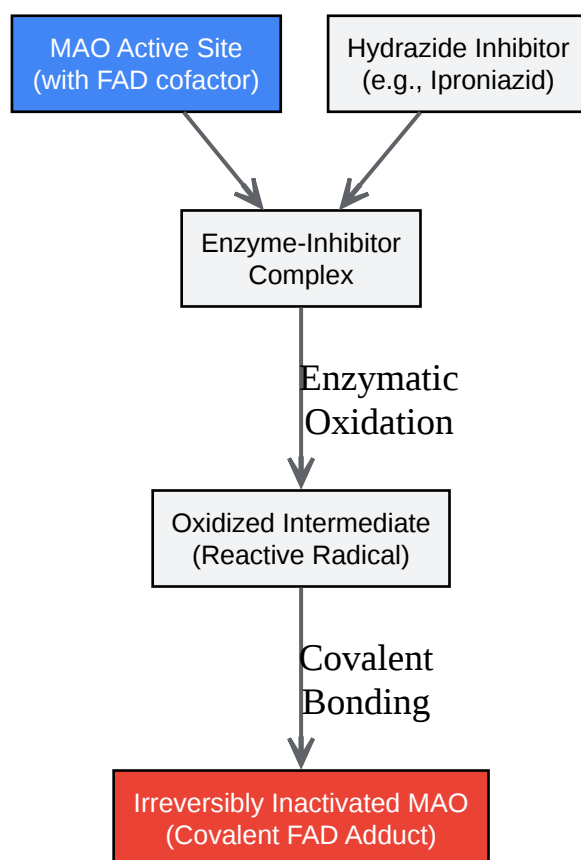 MAO Active Site
(with FAD cofactor)
Hydrazide Inhibitor
(e.g., Iproniazid)
Enzyme-Inhibitor
Complex
Enzymatic
Oxidation
Oxidized Intermediate
(Reactive Radical)
Covalent
Bonding
Irreversibly Inactivated MAO
(Covalent FAD Adduct)